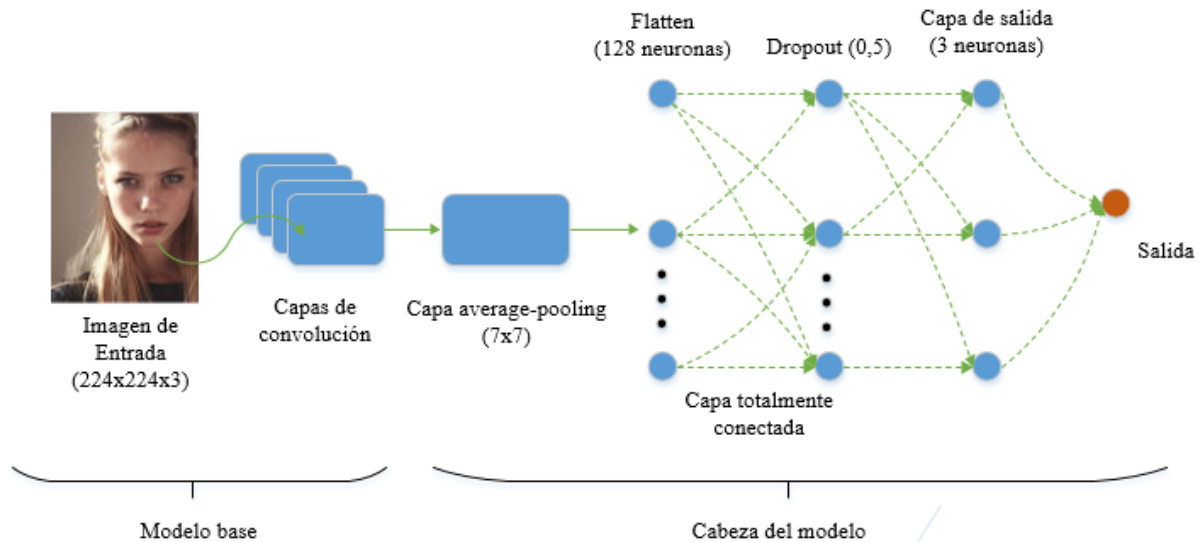 Flatten
(128 neuronas)
Dropout (0,5)
Capa de salida
(3 neuronas)
Imagen de
Entrada
(224x224x3)
Capas de
convolución
Capa average-pooling
(7x7)
Salida
Capa totalmente
conectada
Modelo base
Cabeza del modelo